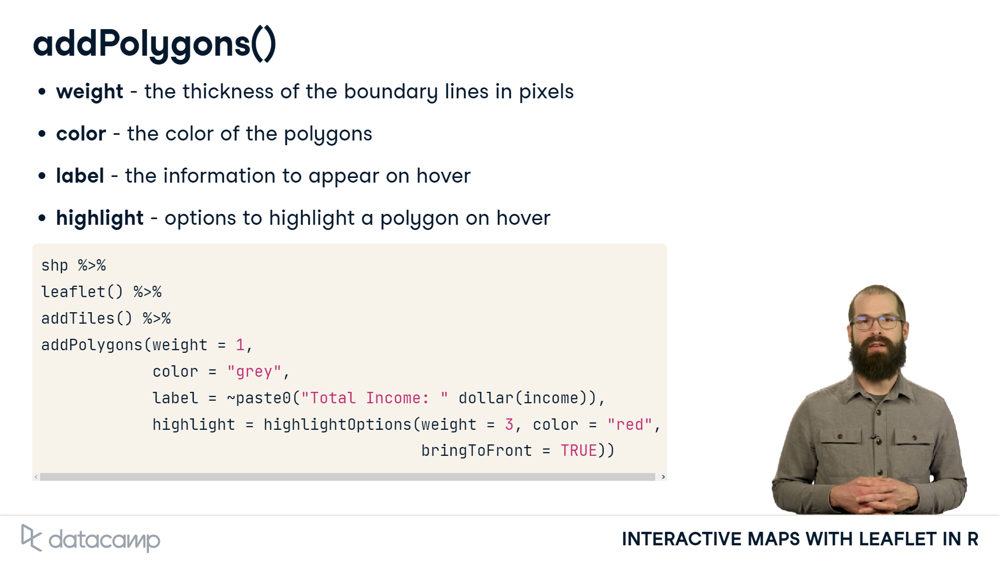 addPolygons()
• weight - the thickness of the boundary lines in pixels
• color - the color of the polygons
• label - the information to appear on hover
• highlight - options to highlight a polygon on hover
shp %>%
leaflet() %>%
addTiles() %>%
addPolygons(weight = 1,
color = "grey",
label = ~paste0("Total Income: " dollar(income)),
highlight = highlightOptions(weight = 3, color = "red",
bringToFront = TRUE))
datacamp
INTERACTIVE MAPS WITH LEAFLET IN R